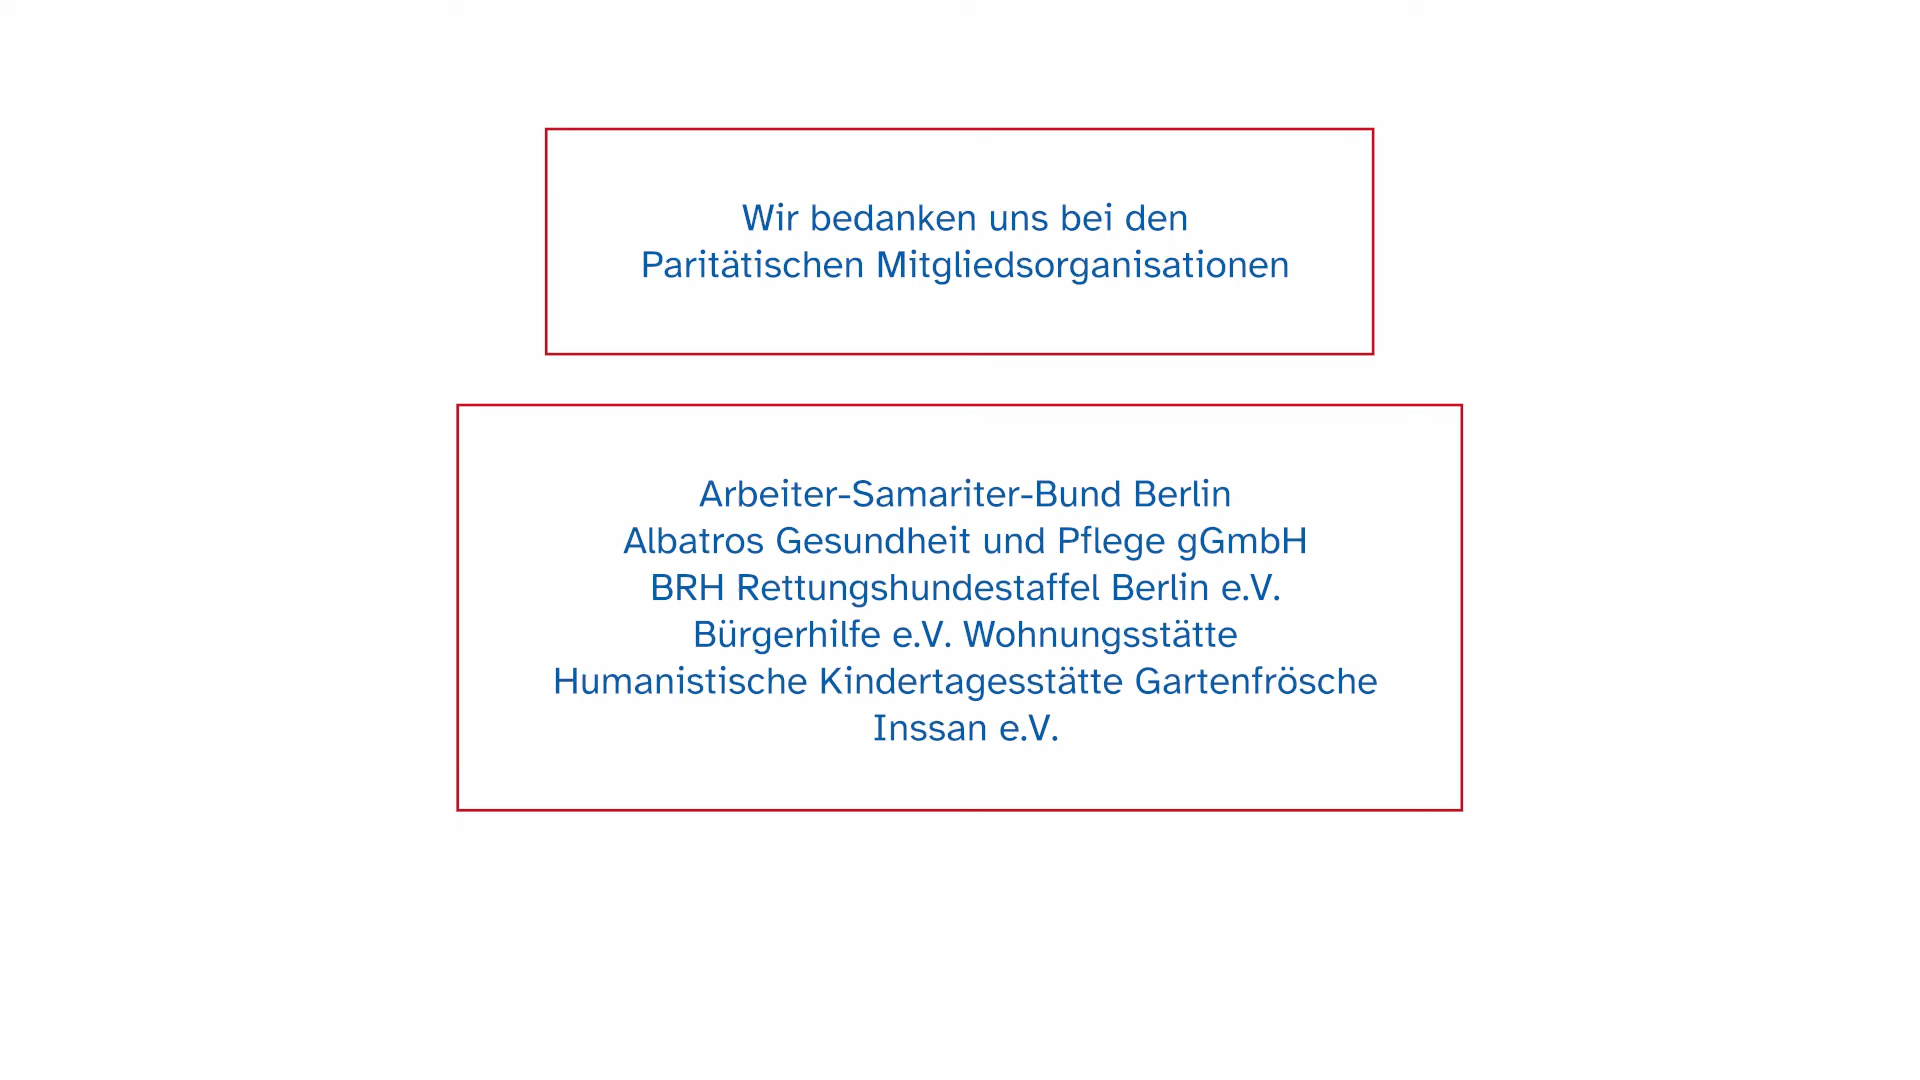 Wir bedanken uns bei den
Paritätischen Mitgliedsorganisationen
Arbeiter-Samariter-Bund Berlin
Albatros Gesundheit und Pflege gGmbH
BRH Rettungshundestaffel Berlin e.V.
Bürgerhilfe e.V. Wohnungsstätte
Humanistische Kindertagesstätte Gartenfrösche
Inssan e.V.